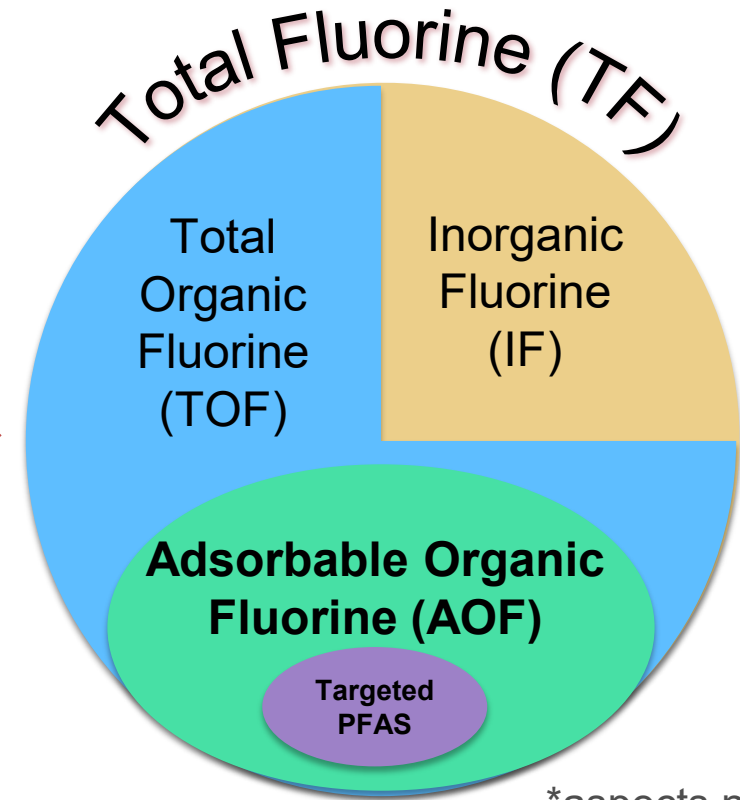 Total Fluorine (TF)
Total
Organic
Fluorine
(TOF)
Inorganic
Fluorine
(IF)
Adsorbable Organic
Fluorine (AOF)
Targeted
PFAS